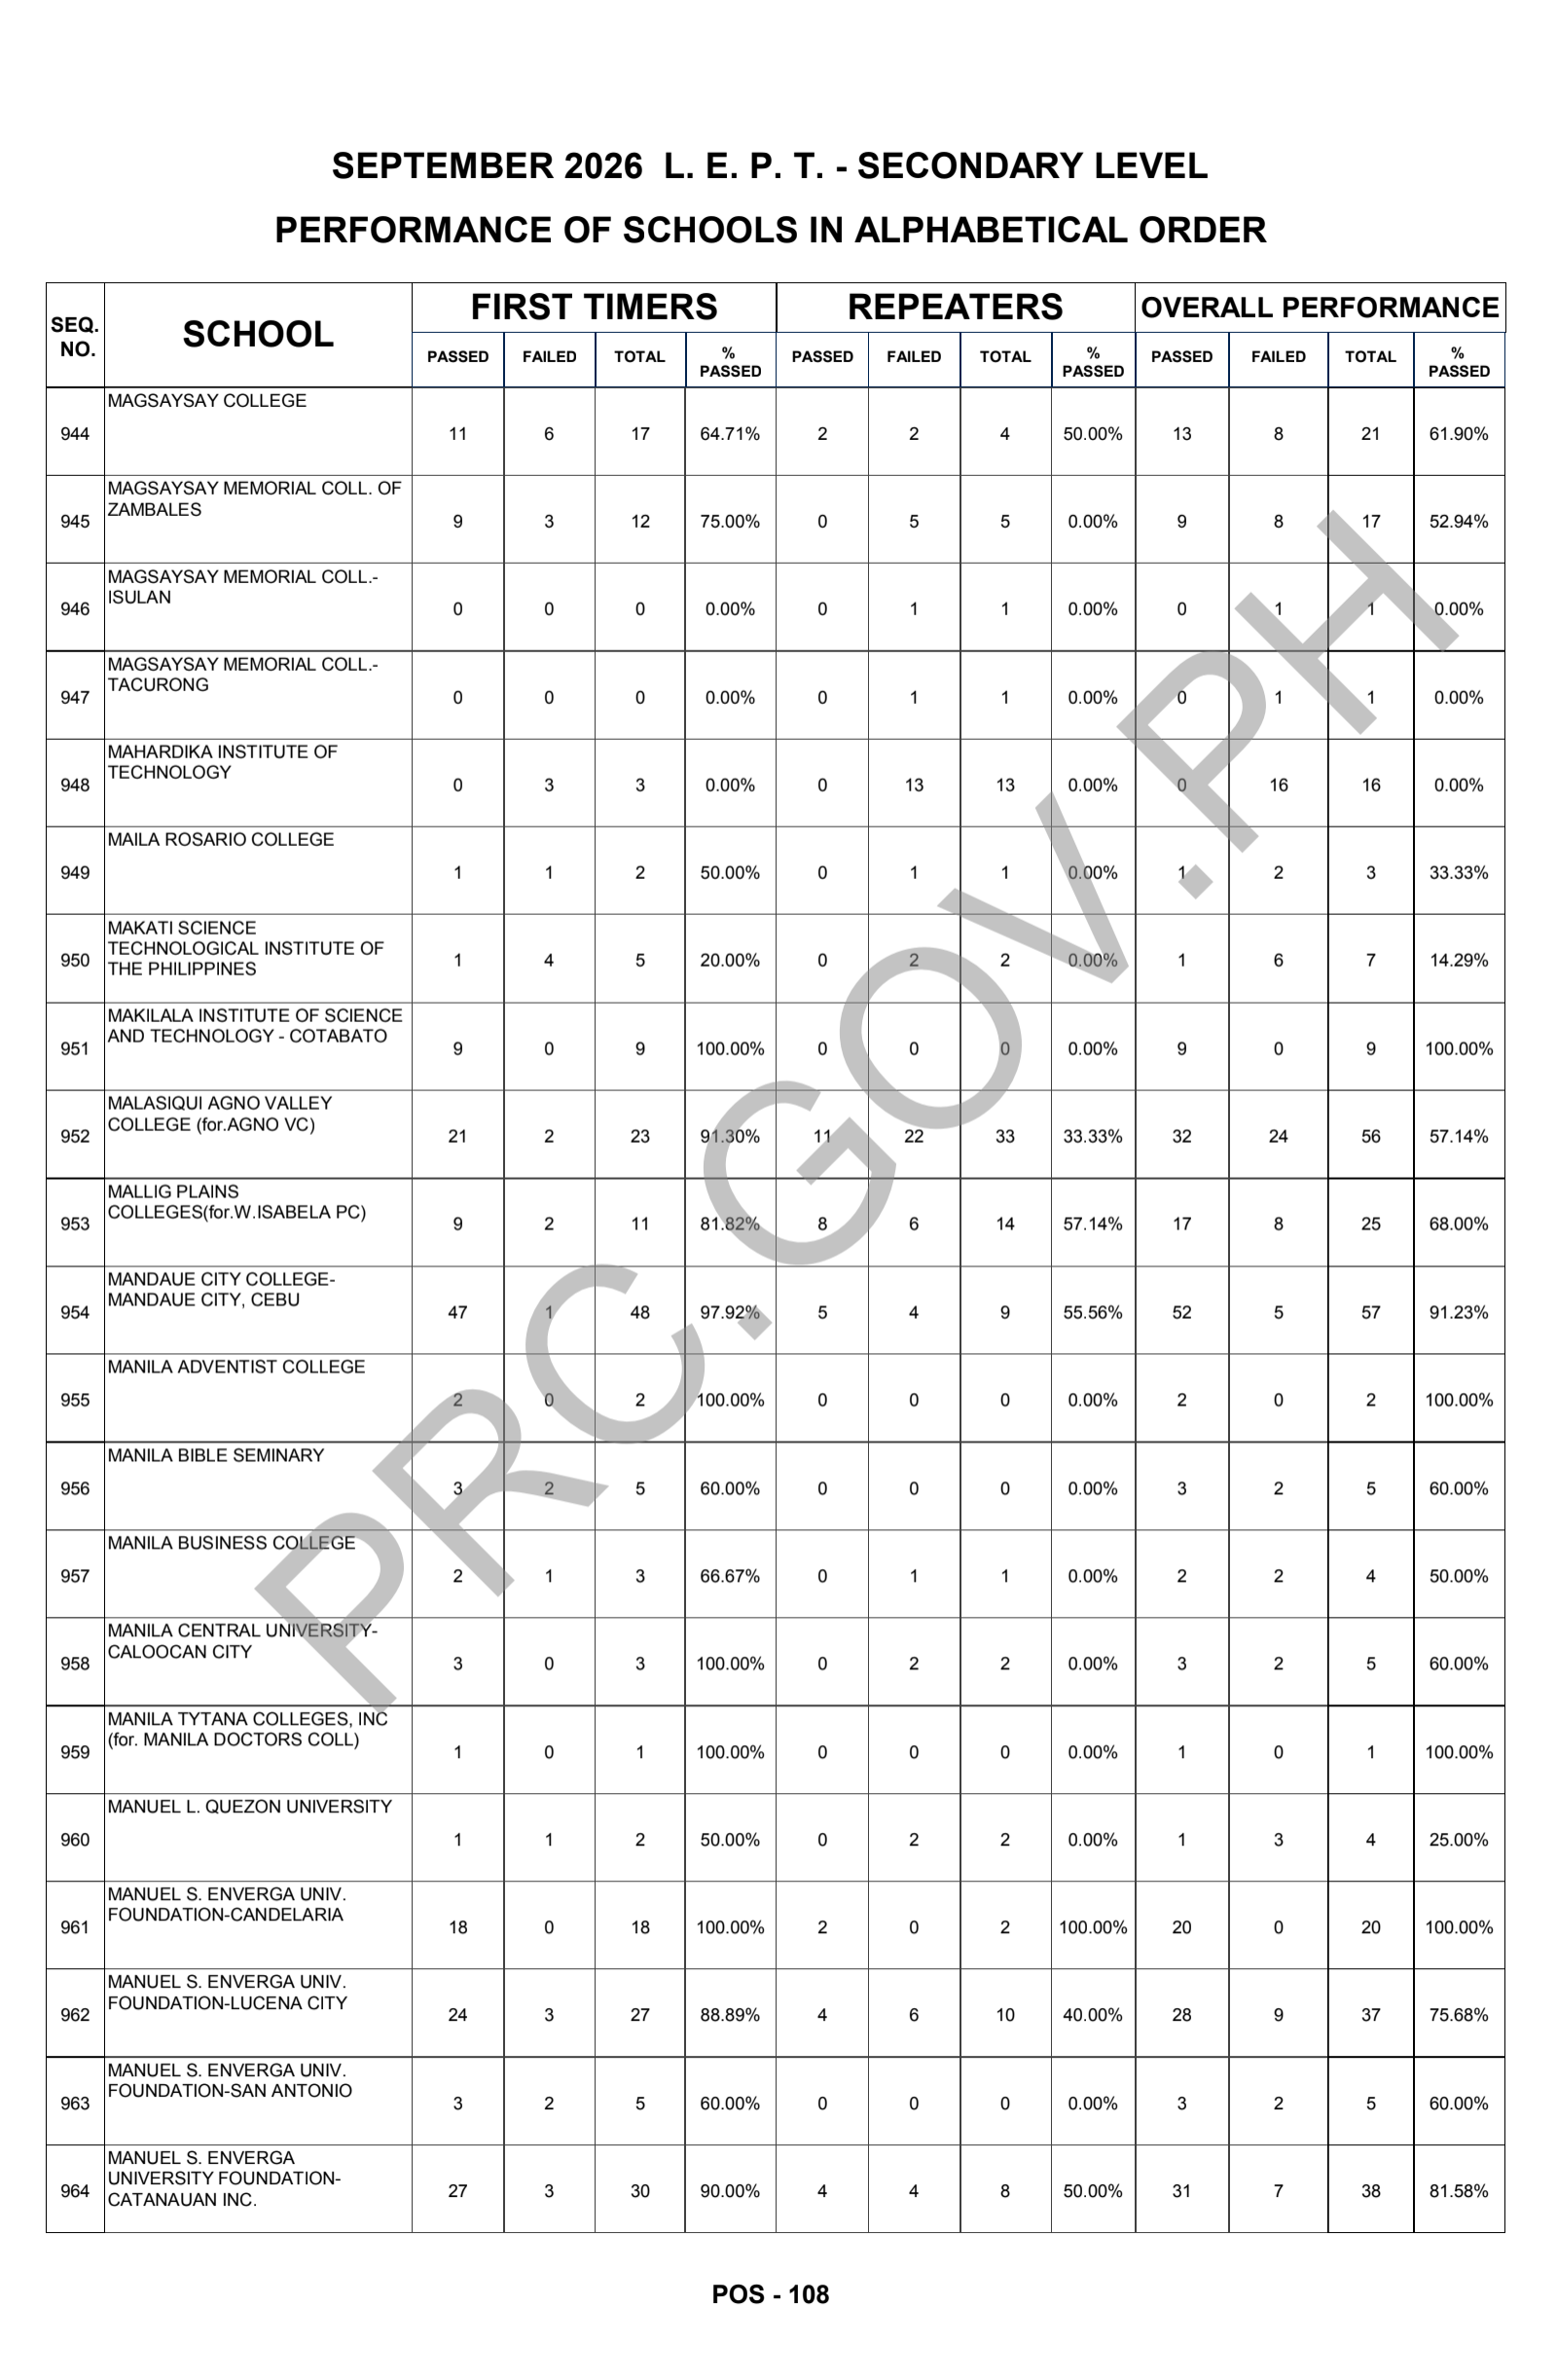 SEPTEMBER 2026 L. E. P. T. - SECONDARY LEVEL
PERFORMANCE OF SCHOOLS IN ALPHABETICAL ORDER
SEQ. NO. SCHOOL FIRST TIMERS REPEATERS OVERALL PERFORMANCE
PASSED FAILED TOTAL % PASSED PASSED FAILED TOTAL % PASSED PASSED FAILED TOTAL % PASSED
MAGSAYSAY COLLEGE
944 11 6 17 64.71% 2 2 4 50.00% 13 8 21 61.90%
MAGSAYSAY MEMORIAL COLL. OF
ZAMBALES
945 9 3 12 75.00% 0 5 5 0.00% 9 8 17 52.94%
MAGSAYSAY MEMORIAL COLL.-
ISULAN
946 0 0 0 0.00% 0 1 1 0.00% 0 1 1 0.00%
MAGSAYSAY MEMORIAL COLL.-
TACURONG
947 0 0 0 0.00% 0 1 1 0.00% 0 1 1 0.00%
MAHARDIKA INSTITUTE OF
TECHNOLOGY
948 0 3 3 0.00% 0 13 13 0.00% 0 16 16 0.00%
MAILA ROSARIO COLLEGE
949 1 1 2 50.00% 0 1 1 0.00% 1 2 3 33.33%
MAKATI SCIENCE
TECHNOLOGICAL INSTITUTE OF
THE PHILIPPINES
950 1 4 5 20.00% 0 2 2 0.00% 1 6 7 14.29%
MAKILALA INSTITUTE OF SCIENCE
AND TECHNOLOGY - COTABATO
951 9 0 9 100.00% 0 0 0 0.00% 9 0 9 100.00%
MALASIQUI AGNO VALLEY
COLLEGE (for.AGNO VC)
952 21 2 23 91.30% 11 22 33 33.33% 32 24 56 57.14%
MALLIG PLAINS
COLLEGES(for.W.ISABELA PC)
953 9 2 11 81.82% 8 6 14 57.14% 17 8 25 68.00%
MANDAUE CITY COLLEGE-
MANDAUE CITY, CEBU
954 47 1 48 97.92% 5 4 9 55.56% 52 5 57 91.23%
MANILA ADVENTIST COLLEGE
955 2 0 2 100.00% 0 0 0 0.00% 2 0 2 100.00%
MANILA BIBLE SEMINARY
956 3 2 5 60.00% 0 0 0 0.00% 3 2 5 60.00%
MANILA BUSINESS COLLEGE
957 2 1 3 66.67% 0 1 1 0.00% 2 2 4 50.00%
MANILA CENTRAL UNIVERSITY-
CALOOCAN CITY
958 3 0 3 100.00% 0 2 2 0.00% 3 2 5 60.00%
MANILA TYTANA COLLEGES, INC
(for. MANILA DOCTORS COLL)
959 1 0 1 100.00% 0 0 0 0.00% 1 0 1 100.00%
MANUEL L. QUEZON UNIVERSITY
960 1 1 2 50.00% 0 2 2 0.00% 1 3 4 25.00%
MANUEL S. ENVERGA UNIV.
FOUNDATION-CANDELARIA
961 18 0 18 100.00% 2 0 2 100.00% 20 0 20 100.00%
MANUEL S. ENVERGA UNIV.
FOUNDATION-LUCENA CITY
962 24 3 27 88.89% 4 6 10 40.00% 28 9 37 75.68%
MANUEL S. ENVERGA UNIV.
FOUNDATION-SAN ANTONIO
963 3 2 5 60.00% 0 0 0 0.00% 3 2 5 60.00%
MANUEL S. ENVERGA
UNIVERSITY FOUNDATION-
CATANAUAN INC.
964 27 3 30 90.00% 4 4 8 50.00% 31 7 38 81.58%
PRC.GOV.PH
POS - 108